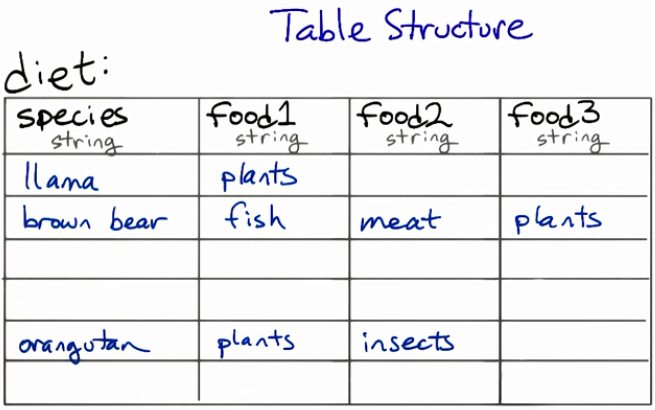 Table Structure
diet:
species food1 food2 food3
string string string string
llama plants
brown bear fish meat plants
orangutan plants insects